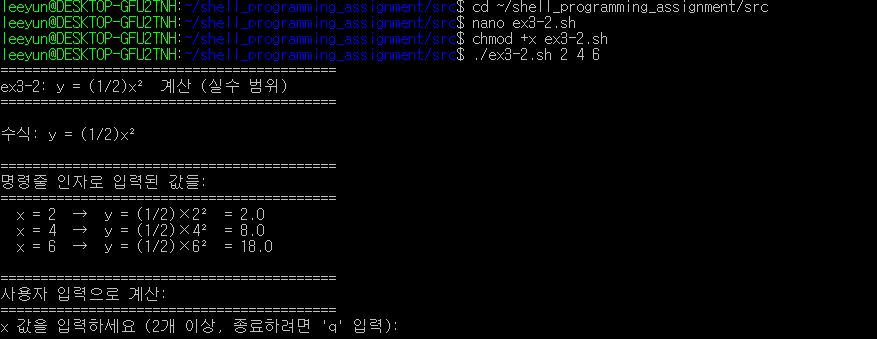 leeyun@DESKTOP-GFU2TNH:~/shell_programming_assignment/src$ cd ~/shell_programming_assignment/src
leeyun@DESKTOP-GFU2TNH:~/shell_programming_assignment/src$ nano ex3-2.sh
leeyun@DESKTOP-GFU2TNH:~/shell_programming_assignment/src$ chmod +x ex3-2.sh
leeyun@DESKTOP-GFU2TNH:~/shell_programming_assignment/src$ ./ex3-2.sh 2 4 6
==========================================
ex3-2: y = (1/2)x² 계산 (실수 범위)
==========================================
수식: y = (1/2)x²
==========================================
명령줄 인자로 입력된 값들:
==========================================
x = 2 → y = (1/2)×2² = 2.0
x = 4 → y = (1/2)×4² = 8.0
x = 6 → y = (1/2)×6² = 18.0
==========================================
사용자 입력으로 계산:
==========================================
x 값을 입력하세요 (2개 이상, 종료하려면 'q' 입력):